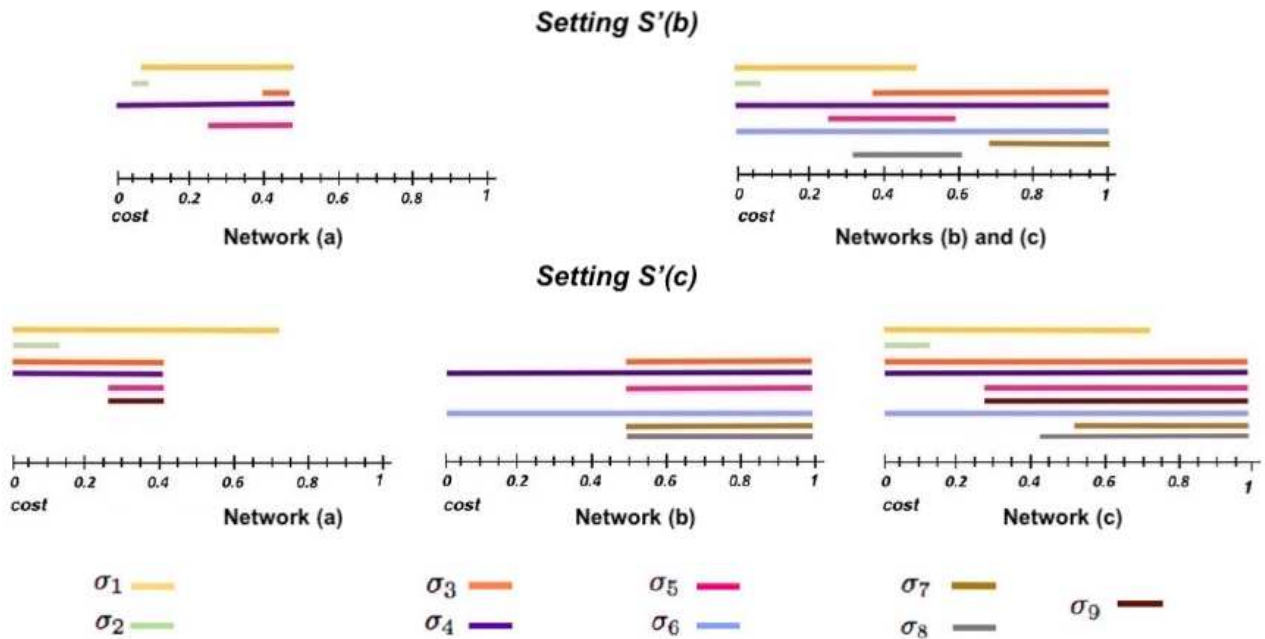 Setting S'(b)
0 0.2 0.4 0.6 0.8 1
cost
Network (a)
0 0.2 0.4 0.6 0.8 1
cost
Networks (b) and (c)
Setting S'(c)
0 0.2 0.4 0.6 0.8 1
cost
Network (a)
0 0.2 0.4 0.6 0.8 1
cost
Network (b)
0 0.2 0.4 0.6 0.8 1
cost
Network (c)
σ1 σ3 σ5 σ7 σ9
σ2 σ4 σ6 σ8